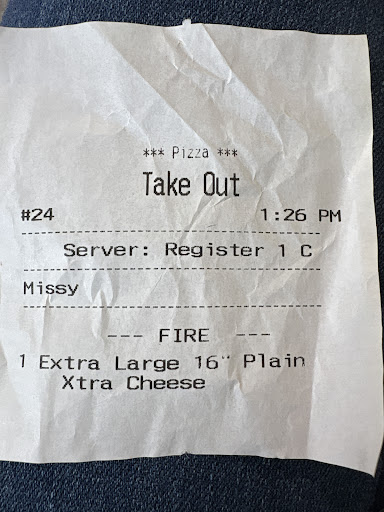 *** Pizza ***
Take Out
#24 1:26 PM
Server: Register 1 C
Missy
--- FIRE ---
1 Extra Large 16" Plain
Xtra Cheese